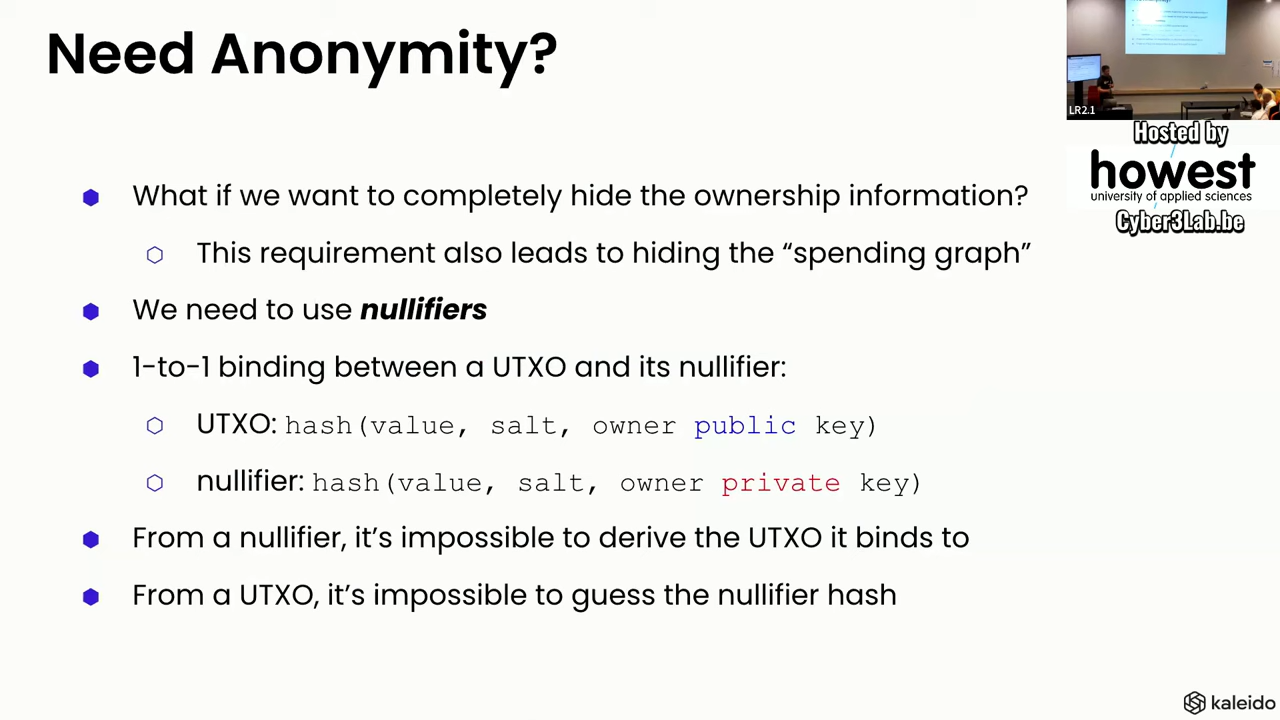 Need Anonymity?
What if we want to completely hide the ownership information?
This requirement also leads to hiding the “spending graph”
We need to use nullifiers
1-to-1 binding between a UTXO and its nullifier:
UTXO: hash(value, salt, owner public key)
nullifier: hash(value, salt, owner private key)
From a nullifier, it’s impossible to derive the UTXO it binds to
From a UTXO, it’s impossible to guess the nullifier hash
LR2.1
Hosted by
howest
university of applied sciences
Cyber3Lab.be
kaleido